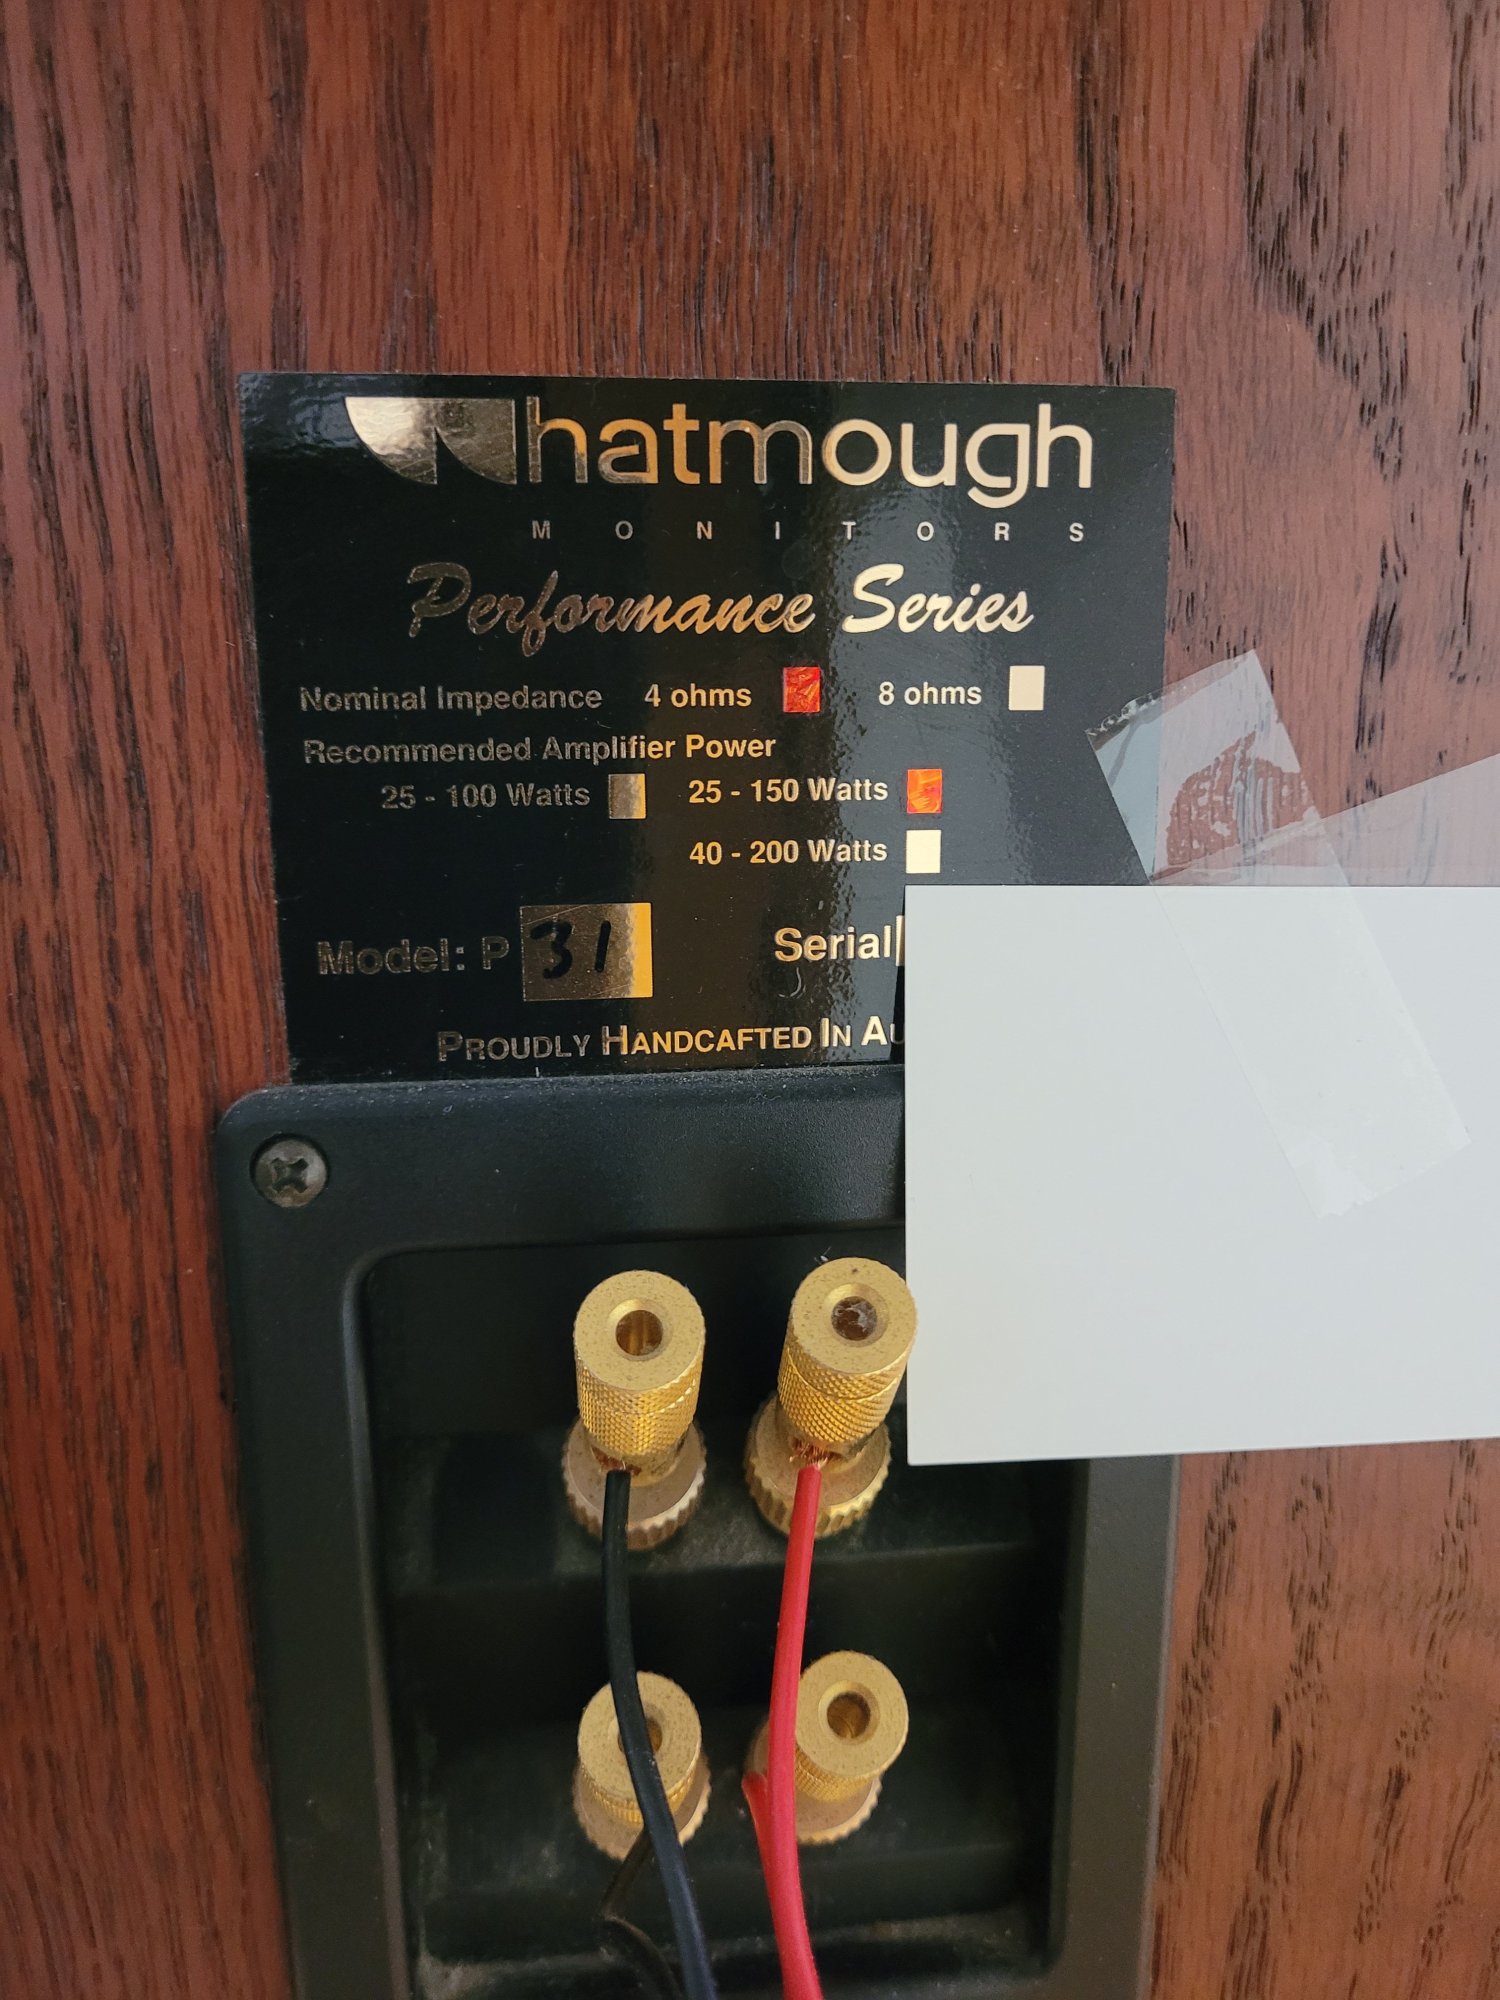 Whatmough
MONITORS
Performance Series
Nominal Impedance 4 ohms 8 ohms
Recommended Amplifier Power
25 - 100 Watts 25 - 150 Watts
40 - 200 Watts
Model: P 31 Serial
PROUDLY HANDCAFTED IN AU